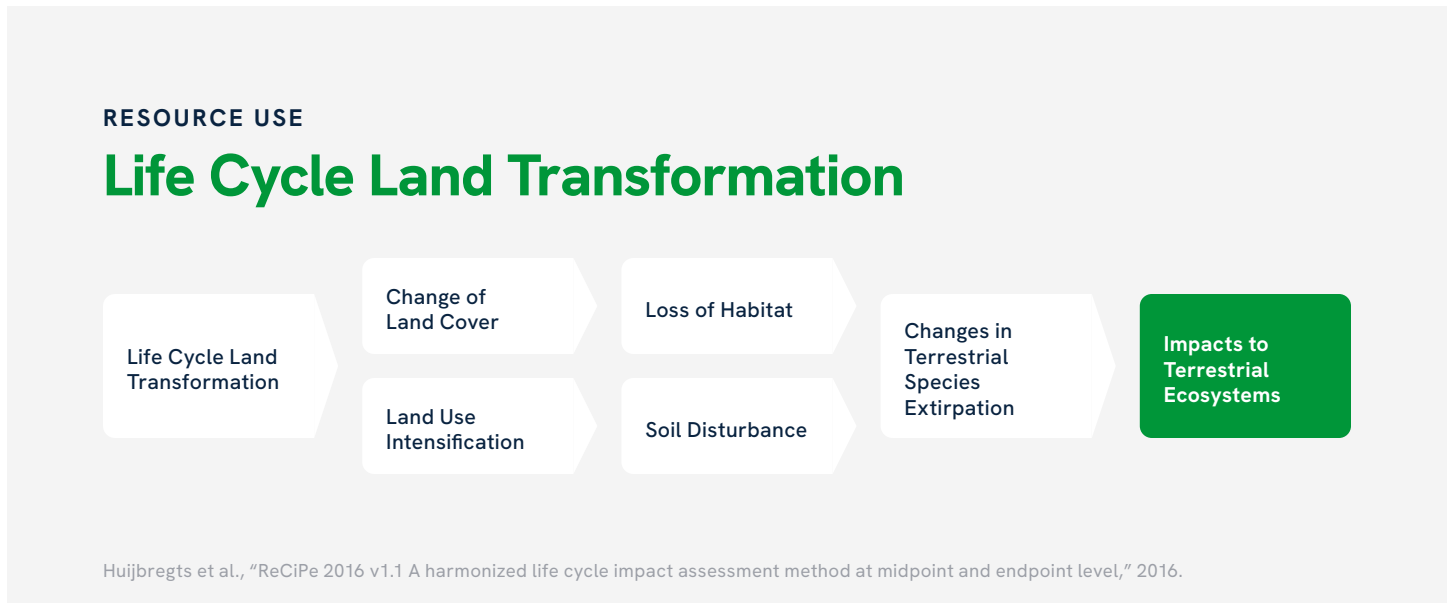 RESOURCE USE
Life Cycle Land Transformation
Life Cycle Land
Transformation
Change of
Land Cover
Land Use
Intensification
Loss of Habitat
Soil Disturbance
Changes in
Terrestrial
Species
Extirpation
Impacts to
Terrestrial
Ecosystems
Huijbregts et al., “ReCiPe 2016 v1.1 A harmonized life cycle impact assessment method at midpoint and endpoint level,” 2016.